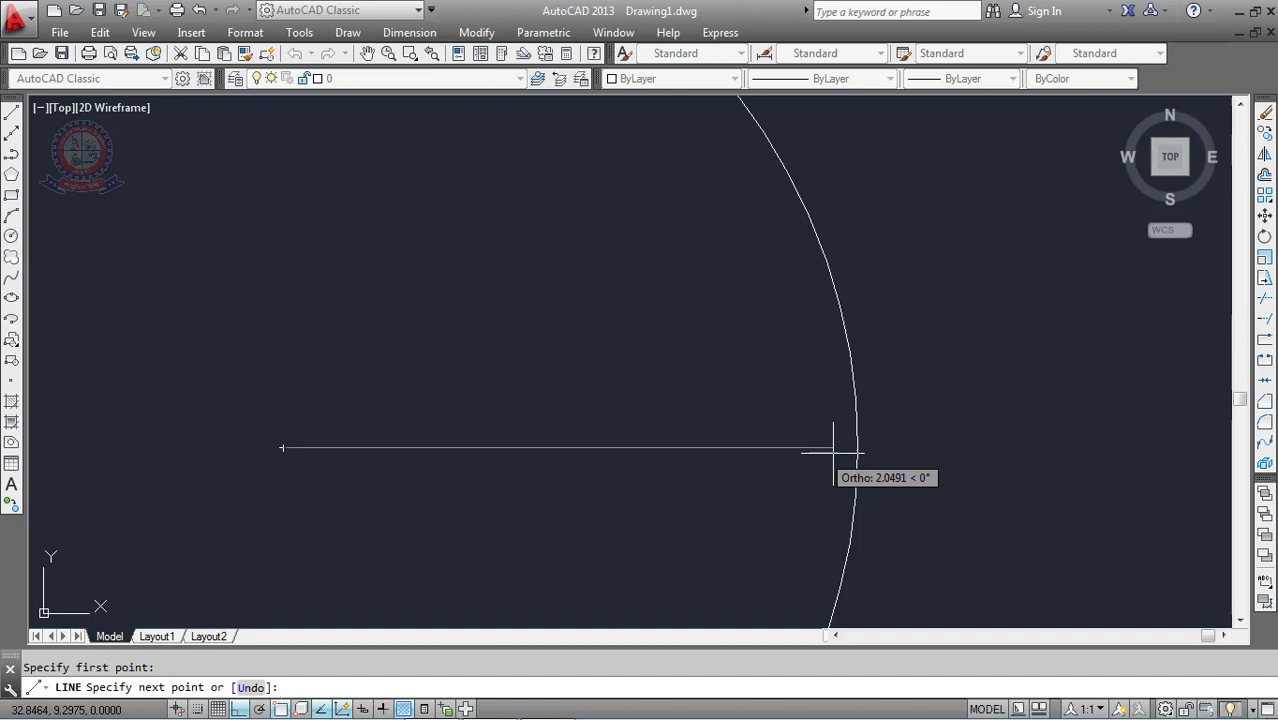 AutoCAD Classic
AutoCAD 2013 Drawing1.dwg
Type a keyword or phrase
Sign In
File Edit View Insert Format Tools Draw Dimension Modify Parametric Window Help Express
Standard Standard Standard Standard
AutoCAD Classic 0 ByLayer ByLayer ByLayer ByColor
[−][Top][2D Wireframe]
N
W TOP E
S
WCS
Ortho: 2.0491 < 0°
Y
X
Model Layout1 Layout2
Specify first point:
LINE Specify next point or [Undo]:
32.8464, 9.2975, 0.0000 MODEL 1:1